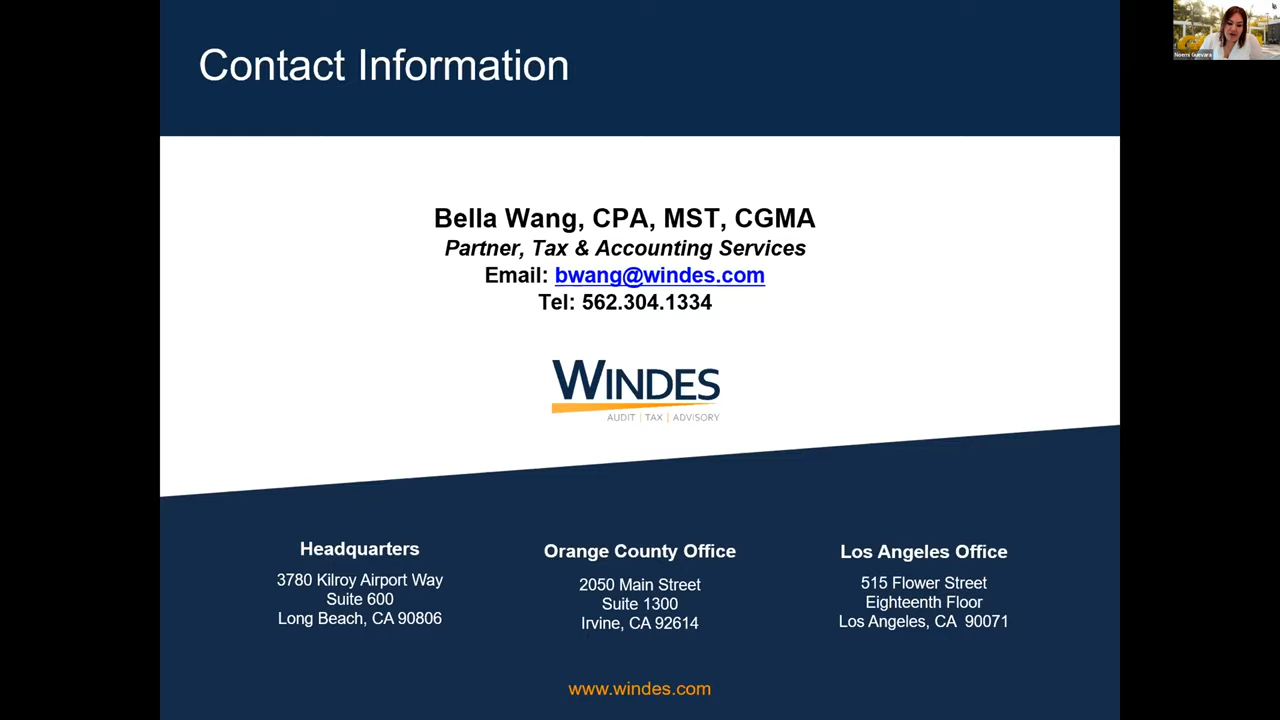 Contact Information
Noemi Guevara
Bella Wang, CPA, MST, CGMA
Partner, Tax & Accounting Services
Email: bwang@windes.com
Tel: 562.304.1334
WINDES
AUDIT | TAX | ADVISORY
Headquarters
3780 Kilroy Airport Way
Suite 600
Long Beach, CA 90806
Orange County Office
2050 Main Street
Suite 1300
Irvine, CA 92614
Los Angeles Office
515 Flower Street
Eighteenth Floor
Los Angeles, CA  90071
www.windes.com